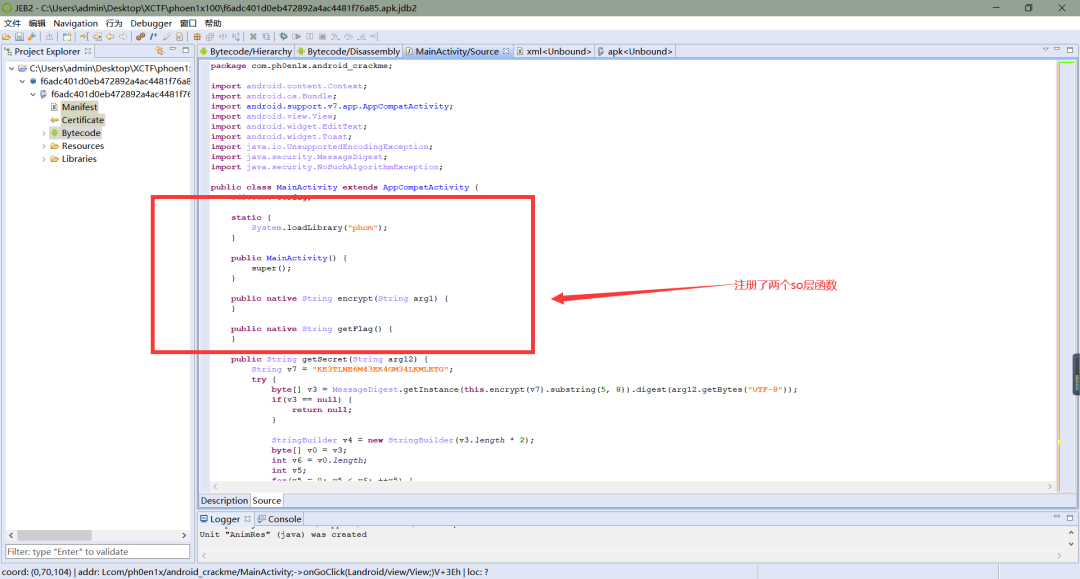 JEB2 - C:\Users\admin\Desktop\XCTF\phoen1x100\f6adc401d0eb472892a4ac4481f76a85.apk.jdb2
文件 编辑 Navigation 行为 Debugger 窗口 帮助
Project Explorer
C:\Users\admin\Desktop\XCTF\phoen1:
f6adc401d0eb472892a4ac4481f76a8
f6adc401d0eb472892a4ac4481f76
Manifest
Certificate
Bytecode
Resources
Libraries
Filter: type "Enter" to validate
Bytecode/Hierarchy Bytecode/Disassembly MainActivity/Source xml<Unbound> apk<Unbound>
package com.ph0en1x.android_crackme;
import android.content.Context;
import android.os.Bundle;
import android.support.v7.app.AppCompatActivity;
import android.view.View;
import android.widget.EditText;
import android.widget.Toast;
import java.io.UnsupportedEncodingException;
import java.security.MessageDigest;
import java.security.NoSuchAlgorithmException;
public class MainActivity extends AppCompatActivity {
static {
System.loadLibrary("phcm");
}
public MainActivity() {
super();
}
public native String encrypt(String arg1) {
}
public native String getFlag() {
}
注册了两个so层函数
public String getSecret(String arg12) {
String v7 = "KE3TLNE6M43EK4GM34LKMLETG";
try {
byte[] v3 = MessageDigest.getInstance(this.encrypt(v7).substring(5, 8)).digest(arg12.getBytes("UTF-8"));
if(v3 == null) {
return null;
}
StringBuilder v4 = new StringBuilder(v3.length * 2);
byte[] v0 = v3;
int v6 = v0.length;
int v5;
for(v5 = 0; v5 < v6; ++v5) {
Description Source
Logger Console
Unit "AnimRes" (java) was created
coord: (0,70,104) | addr: Lcom/ph0en1x/android_crackme/MainActivity;->onGoClick(Landroid/view/View;)V+3Eh | loc: ?